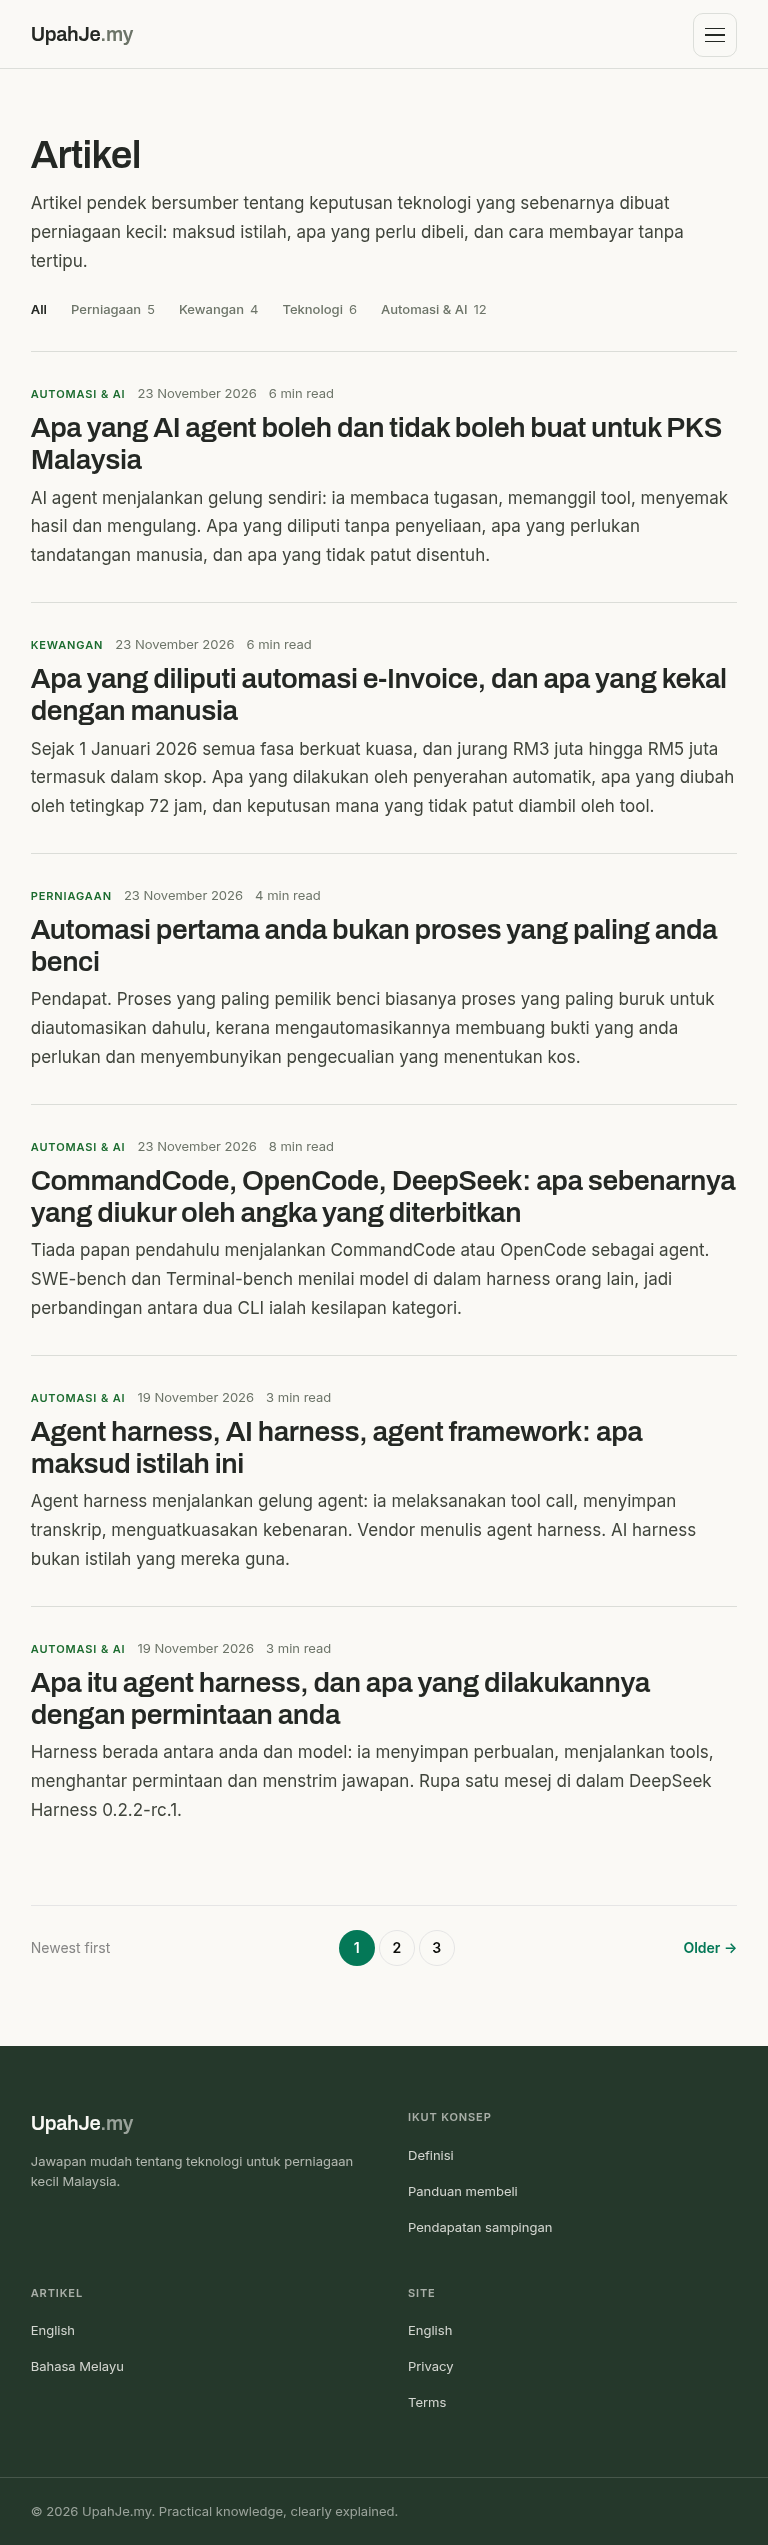 UpahJe.my
Artikel
Artikel pendek bersumber tentang keputusan teknologi yang sebenarnya dibuat
perniagaan kecil: maksud istilah, apa yang perlu dibeli, dan cara membayar tanpa
tertipu.
All Perniagaan 5 Kewangan 4 Teknologi 6 Automasi & AI 12
AUTOMASI & AI 23 November 2026 6 min read
Apa yang AI agent boleh dan tidak boleh buat untuk PKS
Malaysia
AI agent menjalankan gelung sendiri: ia membaca tugasan, memanggil tool, menyemak
hasil dan mengulang. Apa yang diliputi tanpa penyeliaan, apa yang perlukan
tandatangan manusia, dan apa yang tidak patut disentuh.
KEWANGAN 23 November 2026 6 min read
Apa yang diliputi automasi e-Invoice, dan apa yang kekal
dengan manusia
Sejak 1 Januari 2026 semua fasa berkuat kuasa, dan jurang RM3 juta hingga RM5 juta
termasuk dalam skop. Apa yang dilakukan oleh penyerahan automatik, apa yang diubah
oleh tetingkap 72 jam, dan keputusan mana yang tidak patut diambil oleh tool.
PERNIAGAAN 23 November 2026 4 min read
Automasi pertama anda bukan proses yang paling anda
benci
Pendapat. Proses yang paling pemilik benci biasanya proses yang paling buruk untuk
diautomasikan dahulu, kerana mengautomasikannya membuang bukti yang anda
perlukan dan menyembunyikan pengecualian yang menentukan kos.
AUTOMASI & AI 23 November 2026 8 min read
CommandCode, OpenCode, DeepSeek: apa sebenarnya
yang diukur oleh angka yang diterbitkan
Tiada papan pendahulu menjalankan CommandCode atau OpenCode sebagai agent.
SWE-bench dan Terminal-bench menilai model di dalam harness orang lain, jadi
perbandingan antara dua CLI ialah kesilapan kategori.
AUTOMASI & AI 19 November 2026 3 min read
Agent harness, AI harness, agent framework: apa
maksud istilah ini
Agent harness menjalankan gelung agent: ia melaksanakan tool call, menyimpan
transkrip, menguatkuasakan kebenaran. Vendor menulis agent harness. AI harness
bukan istilah yang mereka guna.
AUTOMASI & AI 19 November 2026 3 min read
Apa itu agent harness, dan apa yang dilakukannya
dengan permintaan anda
Harness berada antara anda dan model: ia menyimpan perbualan, menjalankan tools,
menghantar permintaan dan menstrim jawapan. Rupa satu mesej di dalam DeepSeek
Harness 0.2.2-rc.1.
Newest first 1 2 3 Older →
UpahJe.my
Jawapan mudah tentang teknologi untuk perniagaan
kecil Malaysia.
IKUT KONSEP
Definisi
Panduan membeli
Pendapatan sampingan
ARTIKEL
English
Bahasa Melayu
SITE
English
Privacy
Terms
© 2026 UpahJe.my. Practical knowledge, clearly explained.